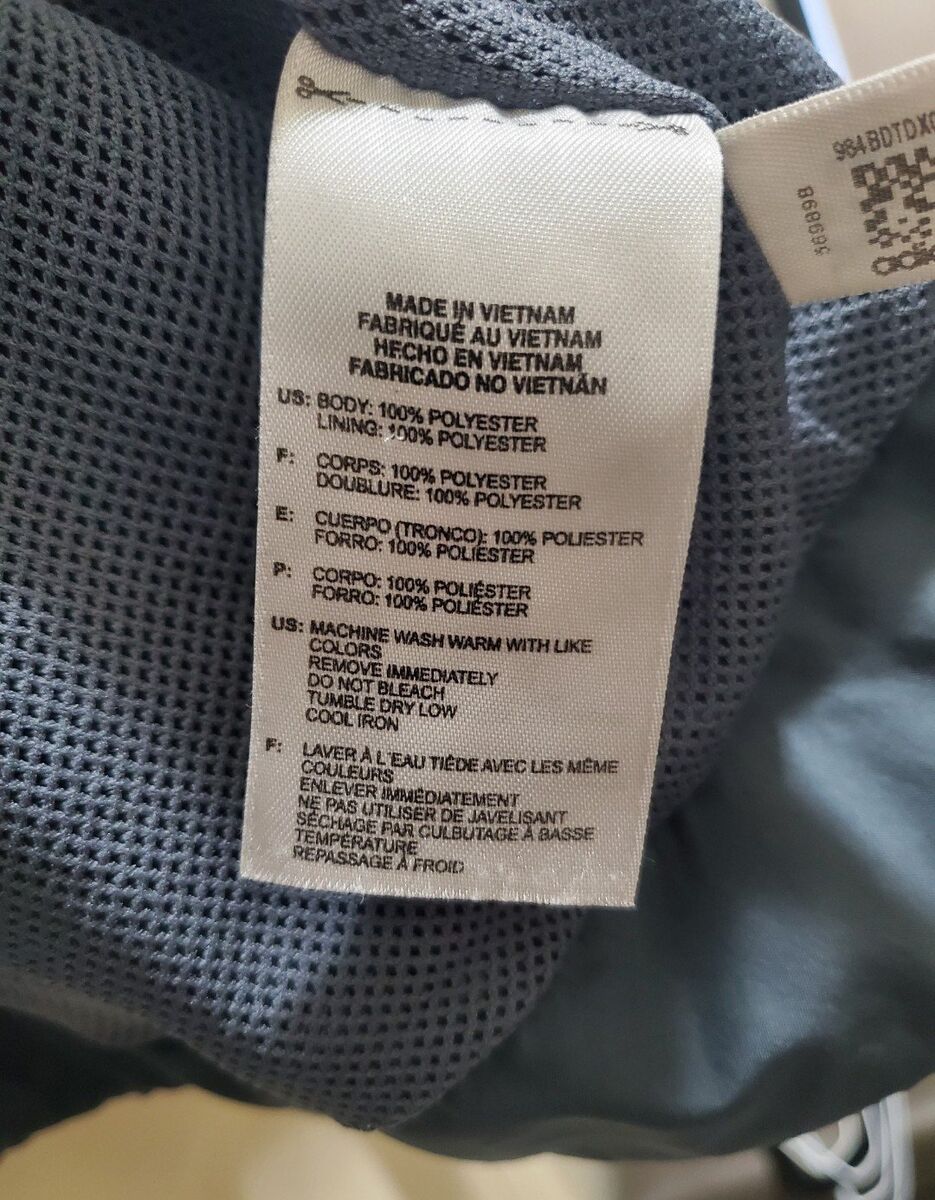 MADE IN VIETNAM
FABRIQUÉ AU VIETNAM
HECHO EN VIETNAM
FABRICADO NO VIETNÃN
US: BODY: 100% POLYESTER
LINING: 100% POLYESTER
F: CORPS: 100% POLYESTER
DOUBLURE: 100% POLYESTER
E: CUERPO (TRONCO): 100% POLIESTER
FORRO: 100% POLIESTER
P: CORPO: 100% POLIÉSTER
FORRO: 100% POLIÉSTER
US: MACHINE WASH WARM WITH LIKE
COLORS
REMOVE IMMEDIATELY
DO NOT BLEACH
TUMBLE DRY LOW
COOL IRON
F: LAVER À L'EAU TIÈDE AVEC LES MÊME
COULEURS
ENLEVER IMMÉDIATEMENT
NE PAS UTILISER DE JAVELISANT
SÉCHAGE PAR CULBUTAGE À BASSE
TEMPÉRATURE
REPASSAGE À FROID